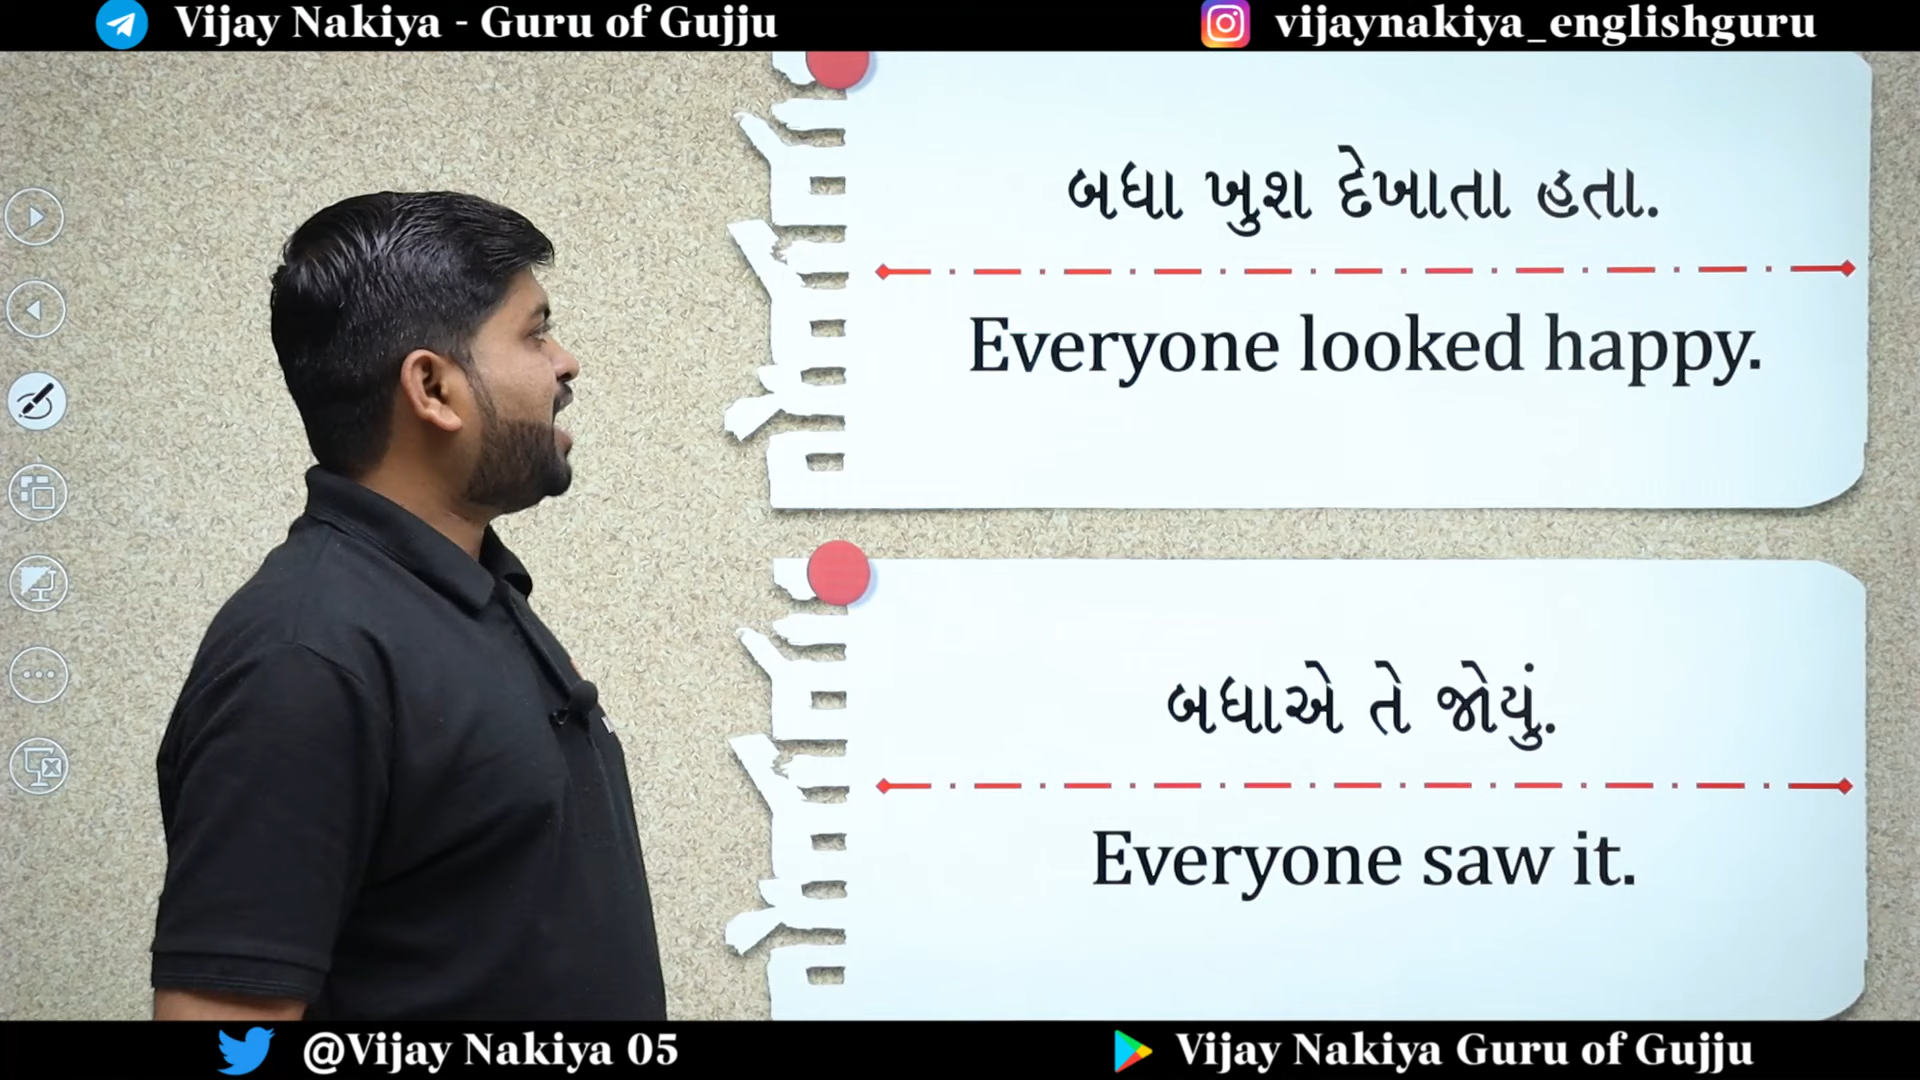 Vijay Nakiya - Guru of Gujju
vijaynakiya_englishguru
બધા ખુશ દેખાતા હતા.
Everyone looked happy.
બધાએ તે જોયું.
Everyone saw it.
@Vijay Nakiya 05
Vijay Nakiya Guru of Gujju